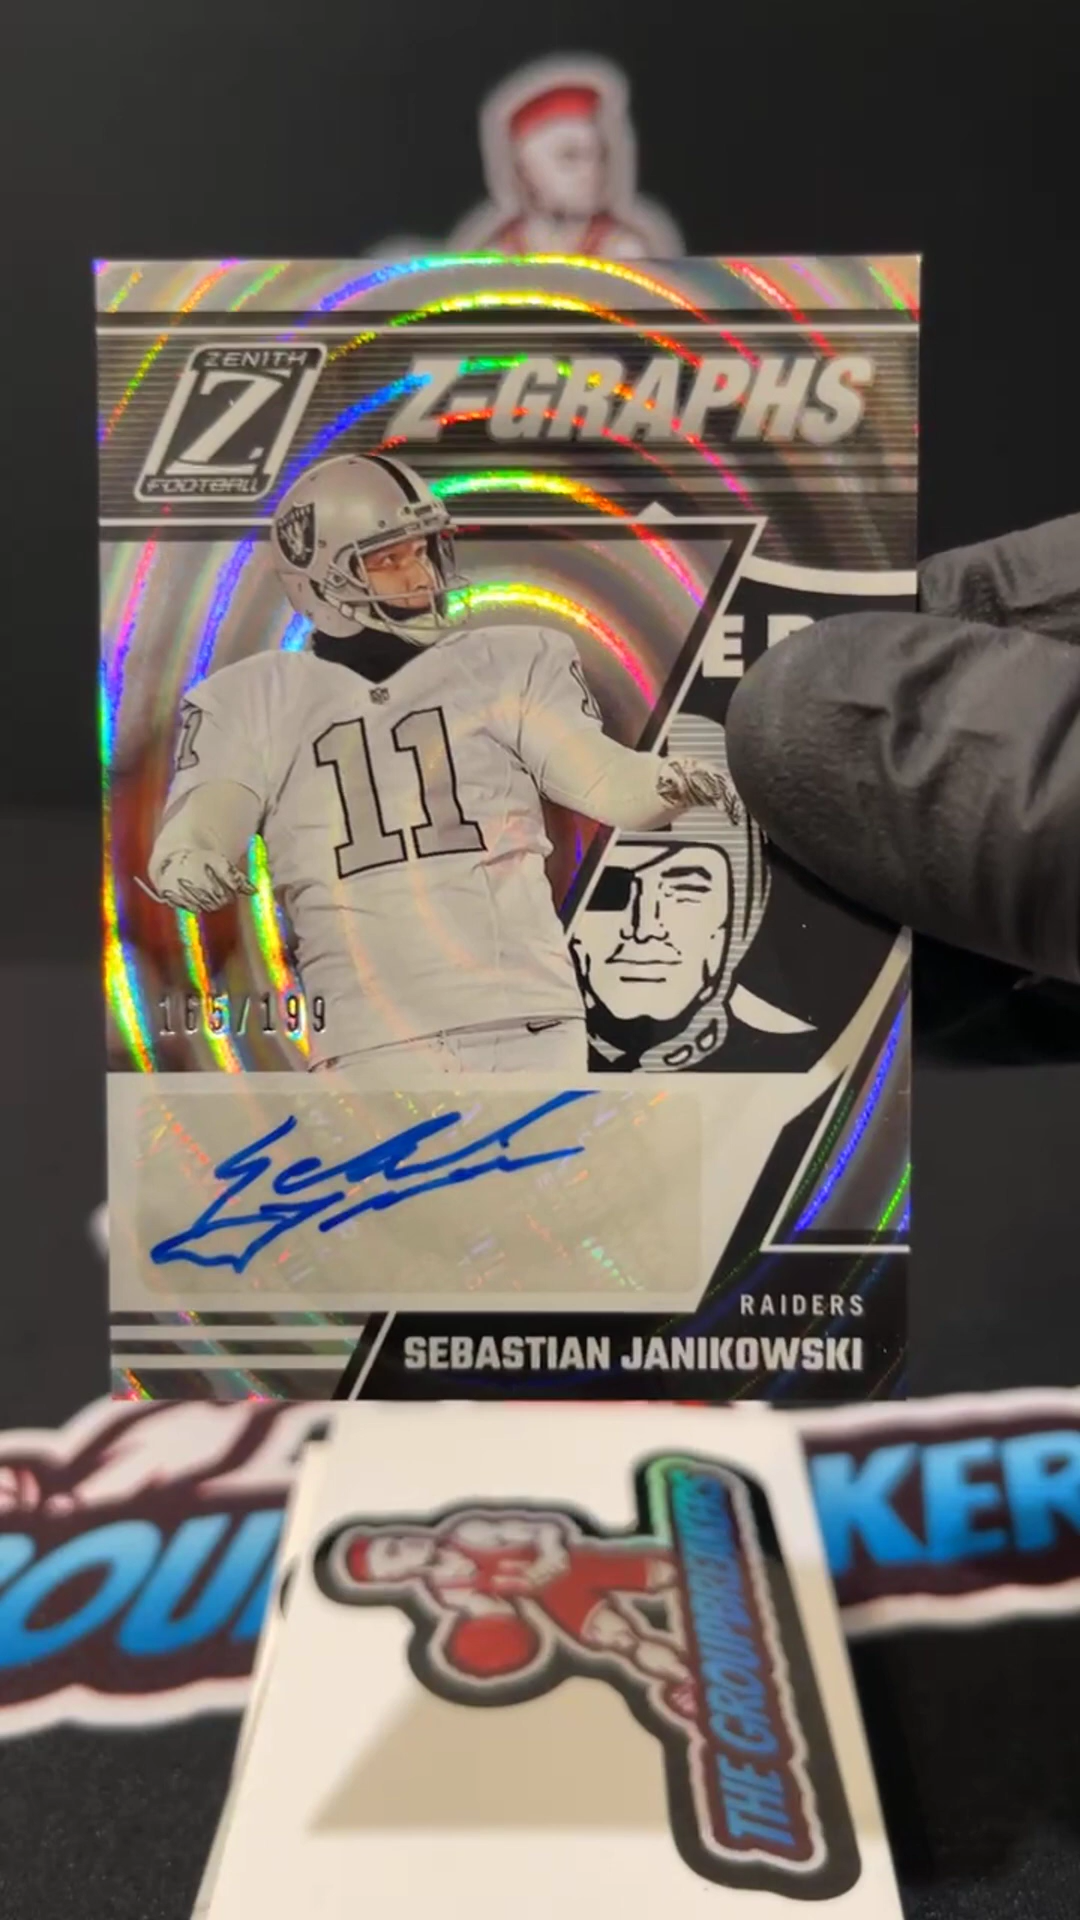 ZENITH
Z
FOOTBALL
Z-GRAPHS
11
165/199
RAIDERS
SEBASTIAN JANIKOWSKI
THE GROUPBREAKERS